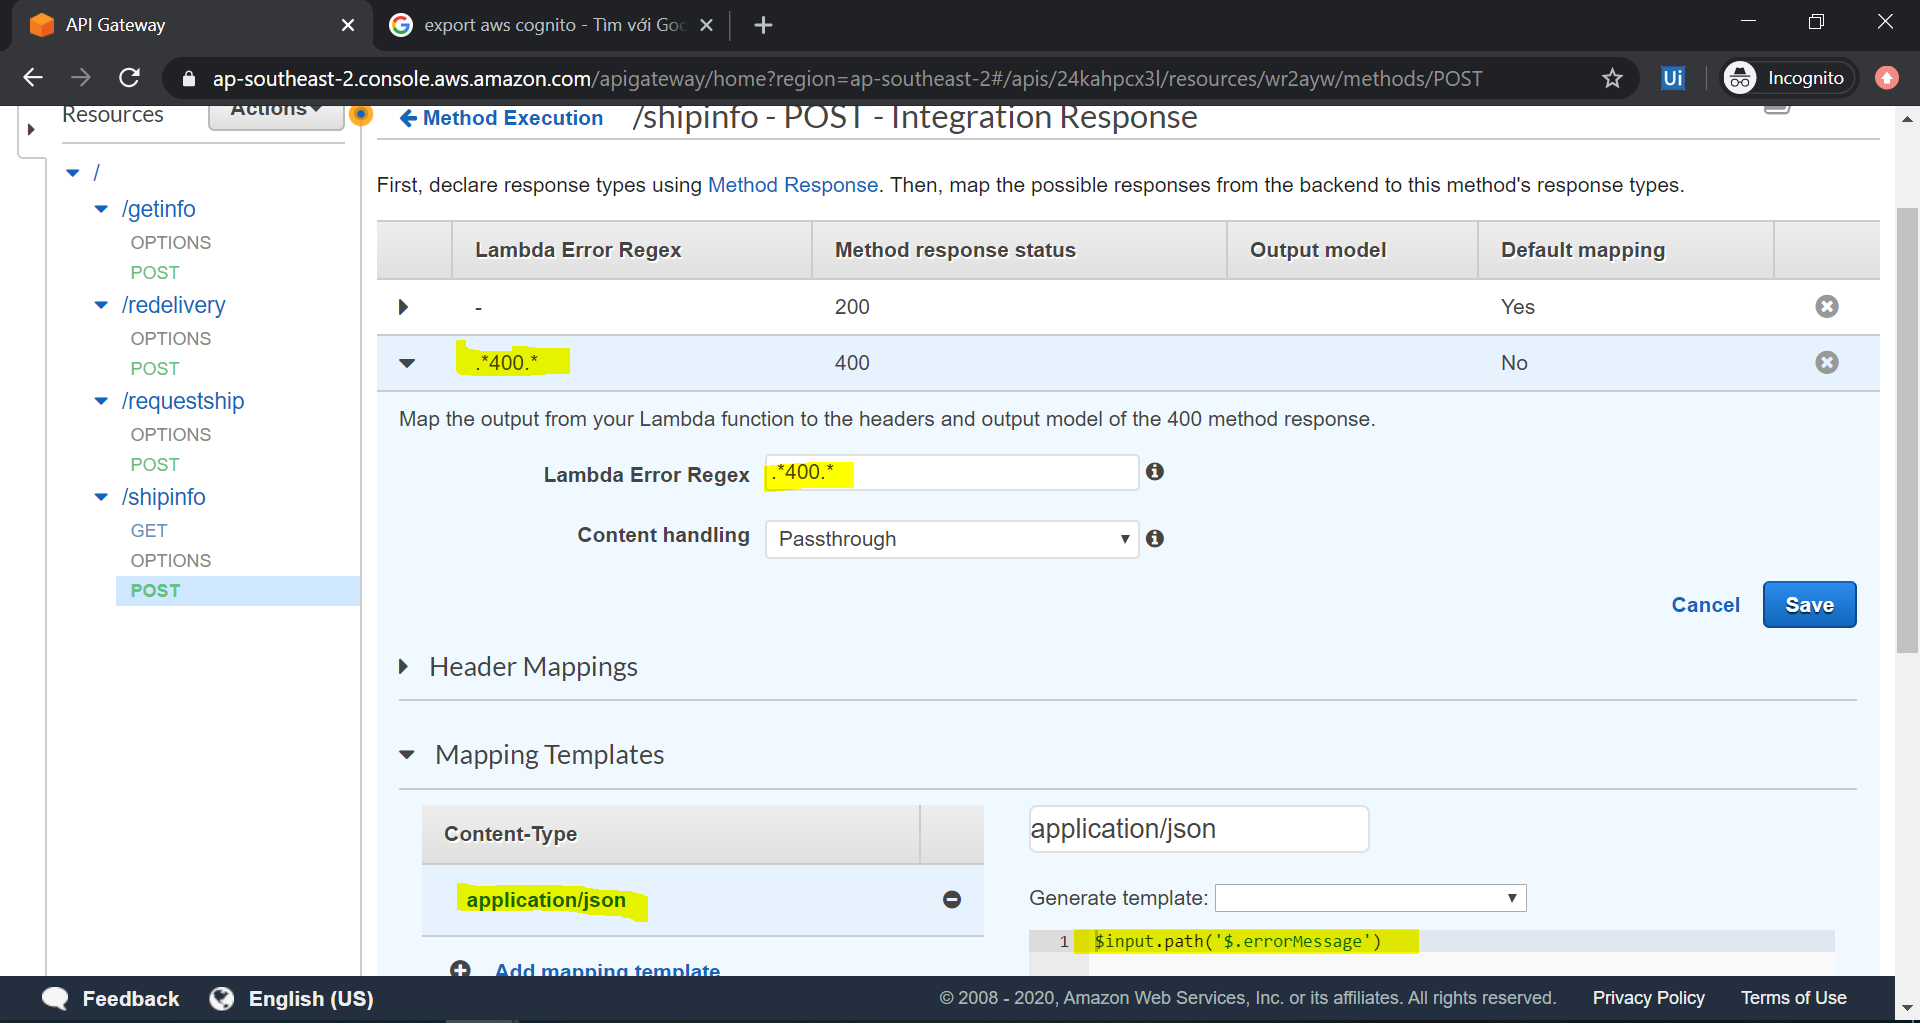 API Gateway
export aws cognito - Tìm với Goo
ap-southeast-2.console.aws.amazon.com/apigateway/home?region=ap-southeast-2#/apis/24kahpcx3l/resources/wr2ayw/methods/POST
Ui
Incognito
Resources
Actions
Method Execution
/shipinfo - POST - Integration Response
/
/getinfo
OPTIONS
POST
/redelivery
OPTIONS
POST
/requestship
OPTIONS
POST
/shipinfo
GET
OPTIONS
POST
First, declare response types using Method Response. Then, map the possible responses from the backend to this method's response types.
Lambda Error Regex Method response status Output model Default mapping
- 200 Yes
.*400.* 400 No
Map the output from your Lambda function to the headers and output model of the 400 method response.
Lambda Error Regex .*400.*
Content handling Passthrough
Cancel Save
Header Mappings
Mapping Templates
Content-Type
application/json
Add mapping template
application/json
Generate template:
1 $input.path('$.errorMessage')
Feedback English (US)
© 2008 - 2020, Amazon Web Services, Inc. or its affiliates. All rights reserved. Privacy Policy Terms of Use